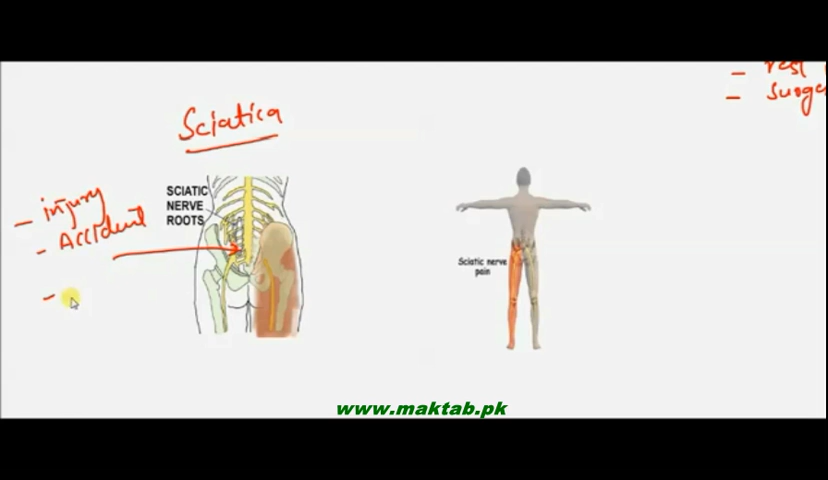 - rest
- Surge
Sciatica
- injury
- Accident
-
SCIATIC
NERVE
ROOTS
Sciatic nerve
pain
www.maktab.pk